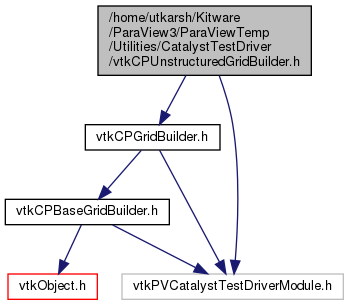 /home/utkarsh/Kitware
/ParaView3/ParaViewTemp
/Utilities/CatalystTestDriver
/vtkCPUnstructuredGridBuilder.h
vtkCPGridBuilder.h
vtkCPBaseGridBuilder.h
vtkObject.h
vtkPVCatalystTestDriverModule.h